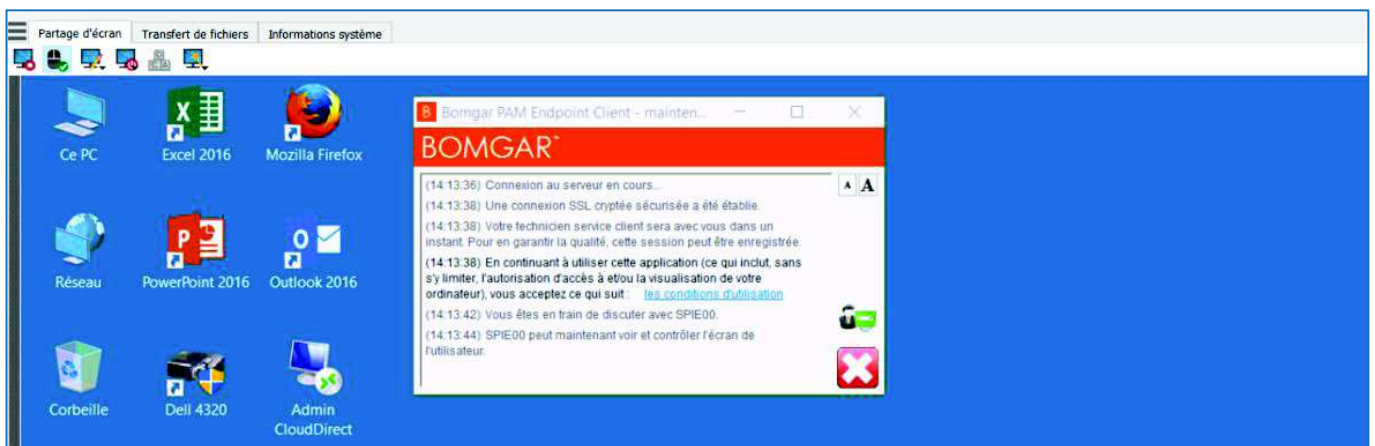 Partage d'écran Transfert de fichiers Informations système
Ce PC
Excel 2016
Mozilla Firefox
Réseau
PowerPoint 2016
Outlook 2016
Corbeille
Dell 4320
Admin
CloudDirect
B Bomgar PAM Endpoint Client - mainten...
BOMGAR™
A A
(14:13:36) Connexion au serveur en cours...
(14:13:38) Une connexion SSL cryptée sécurisée a été établie.
(14:13:38) Votre technicien service client sera avec vous dans un
instant. Pour en garantir la qualité, cette session peut être enregistrée.
(14:13:38) En continuant à utiliser cette application (ce qui inclut, sans
s'y limiter, l'autorisation d'accès à et/ou la visualisation de votre
ordinateur), vous acceptez ce qui suit : les conditions d'utilisation
(14:13:42) Vous êtes en train de discuter avec SPIE00.
(14:13:44) SPIE00 peut maintenant voir et contrôler l'écran de
l'utilisateur.